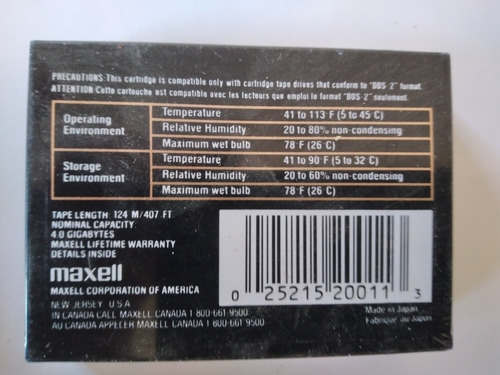 PRECAUTIONS: This cartridge is compatible only with cartridge tape drives that conform to "DDS-2" format.
ATTENTION: Cette cartouche est compatible avec les lecteurs que emploi le format "DDS-2" seulement.
Operating Environment Temperature 41 to 113 F (5 to 45 C)
Relative Humidity 20 to 80% non-condensing
Maximum wet bulb 78 F (26 C)
Storage Environment Temperature 41 to 90 F (5 to 32 C)
Relative Humidity 20 to 60% non-condensing
Maximum wet bulb 78 F (26 C)
TAPE LENGTH: 124 M/407 FT
NOMINAL CAPACITY:
4.0 GIGABYTES
MAXELL LIFETIME WARRANTY
DETAILS INSIDE
maxell
MAXELL CORPORATION OF AMERICA
NEW JERSEY U.S.A
IN CANADA CALL MAXELL CANADA 1 800-661-9500
AU CANADA APPELER MAXELL CANADA 1 800-661-9500
0 25215 20011 3
Made in Japan
Fabriqué au Japon